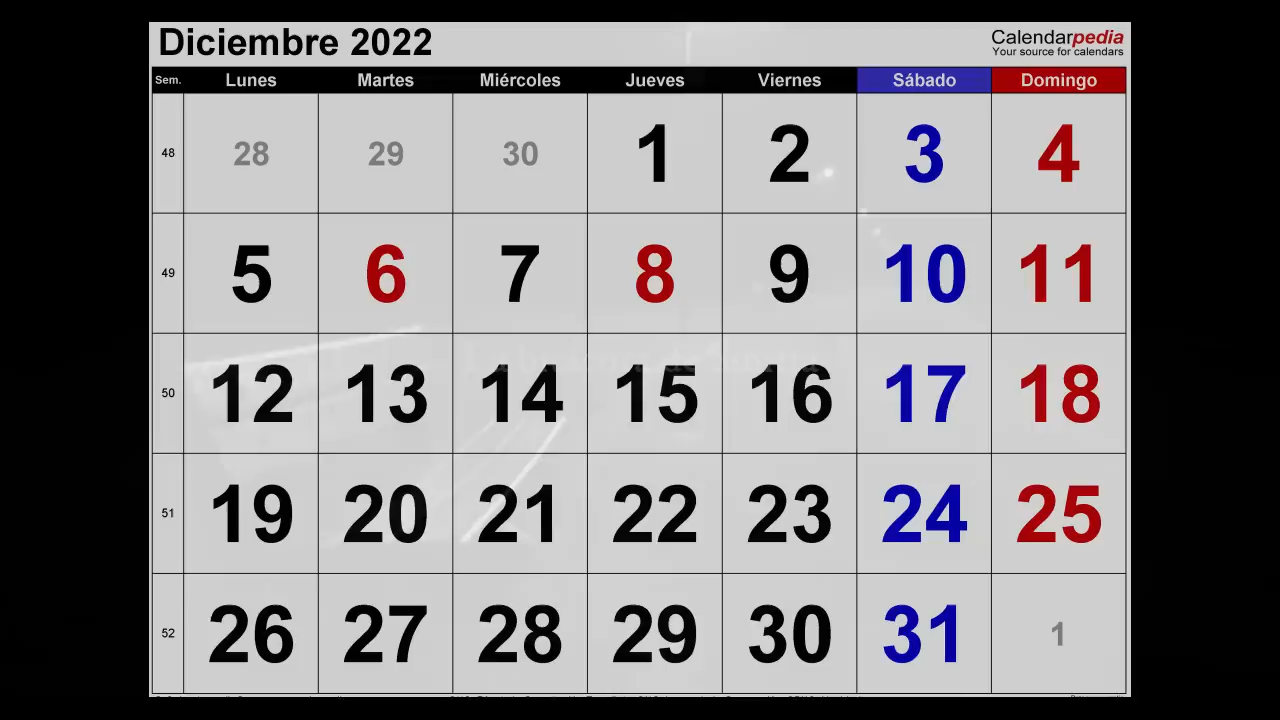 Diciembre 2022
Calendarpedia
Your source for calendars
Sem. Lunes Martes Miércoles Jueves Viernes Sábado Domingo
48 28 29 30 1 2 3 4
49 5 6 7 8 9 10 11
50 12 13 14 15 16 17 18
51 19 20 21 22 23 24 25
52 26 27 28 29 30 31 1